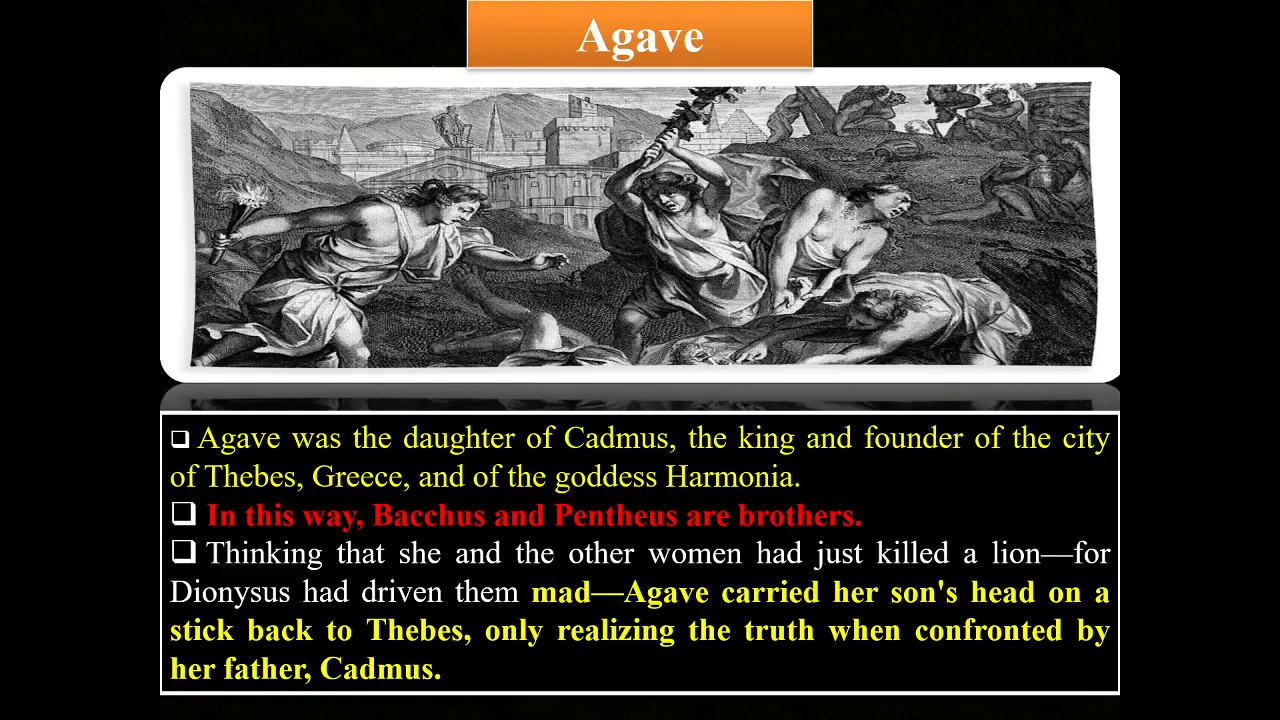 Agave
❑ Agave was the daughter of Cadmus, the king and founder of the city
of Thebes, Greece, and of the goddess Harmonia.
❑ In this way, Bacchus and Pentheus are brothers.
❑ Thinking that she and the other women had just killed a lion—for
Dionysus had driven them mad—Agave carried her son's head on a
stick back to Thebes, only realizing the truth when confronted by
her father, Cadmus.